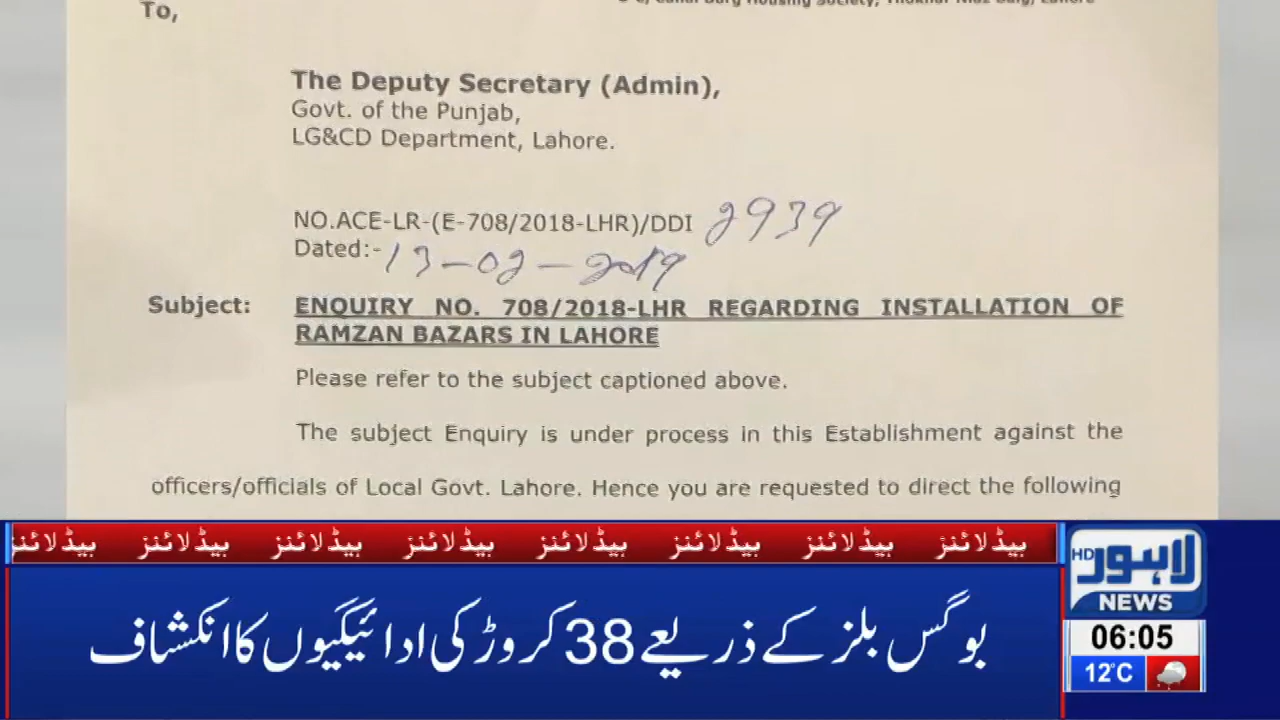 To,
The Deputy Secretary (Admin),
Govt. of the Punjab,
LG&CD Department, Lahore.
NO.ACE-LR-(E-708/2018-LHR)/DDI 2939
Dated:- 13-02-2019
Subject: ENQUIRY NO. 708/2018-LHR REGARDING INSTALLATION OF
RAMZAN BAZARS IN LAHORE
Please refer to the subject captioned above.
The subject Enquiry is under process in this Establishment against the
officers/officials of Local Govt. Lahore. Hence you are requested to direct the following
ہیڈلائنز ہیڈلائنز ہیڈلائنز ہیڈلائنز ہیڈلائنز ہیڈلائنز ہیڈلائنز ہیڈلائنز
بوگس بلز کے ذریعے 38 کروڑ کی ادائیگیوں کا انکشاف
HD لاہور
NEWS
06:05
12°C